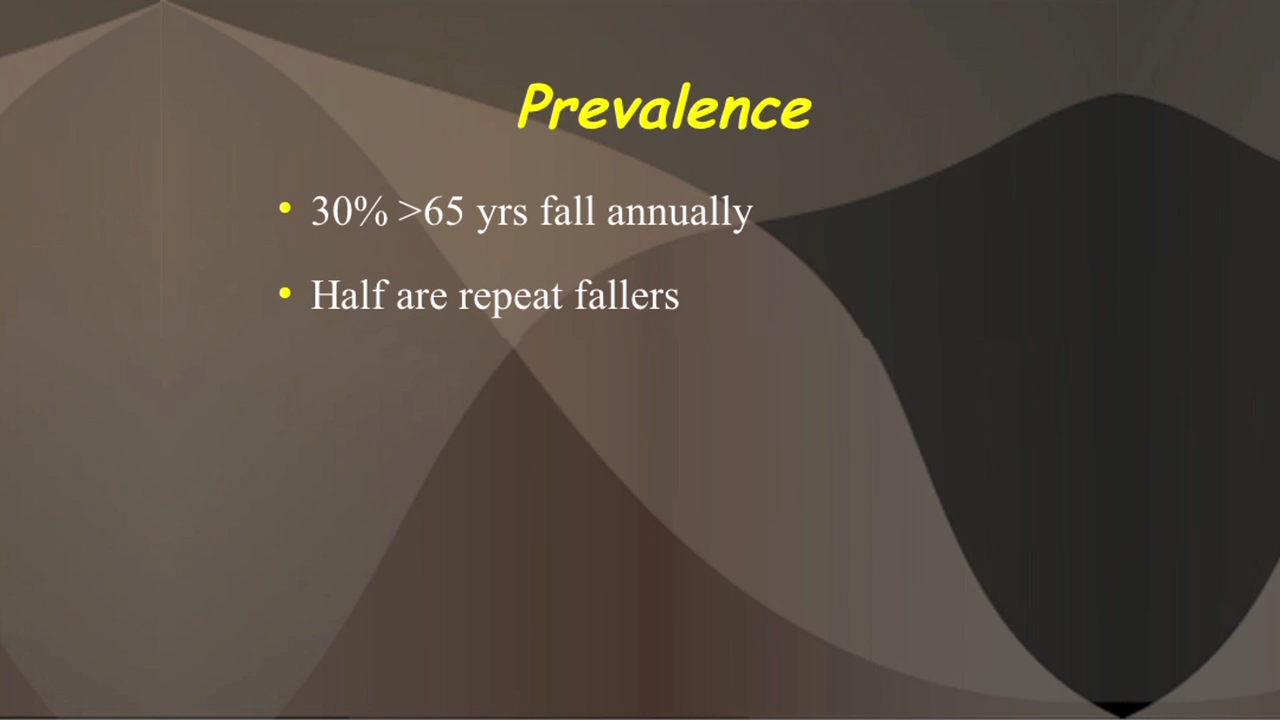 Prevalence
• 30% >65 yrs fall annually
• Half are repeat fallers